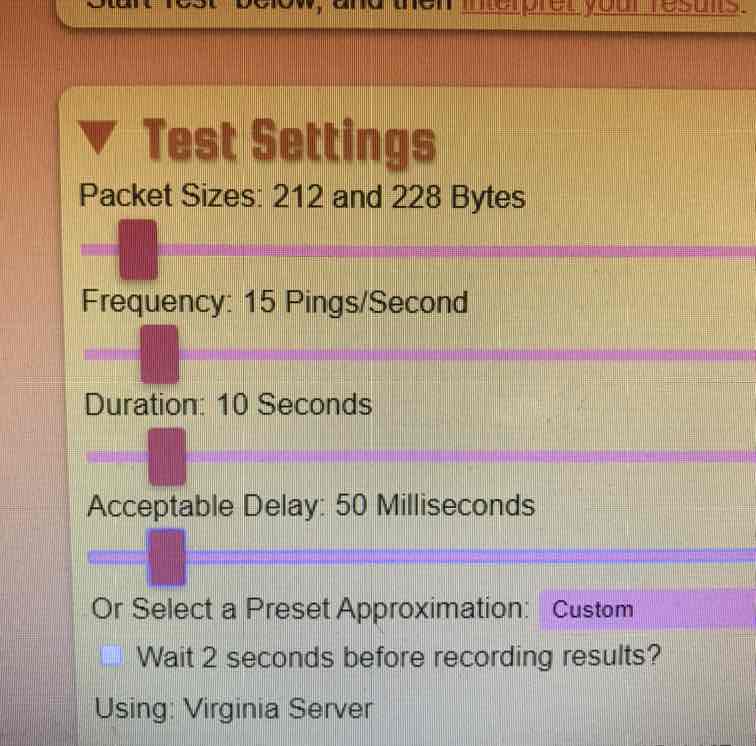 Start Test" below, and then interpret your results.
▼ Test Settings
Packet Sizes: 212 and 228 Bytes
Frequency: 15 Pings/Second
Duration: 10 Seconds
Acceptable Delay: 50 Milliseconds
Or Select a Preset Approximation: Custom
Wait 2 seconds before recording results?
Using: Virginia Server